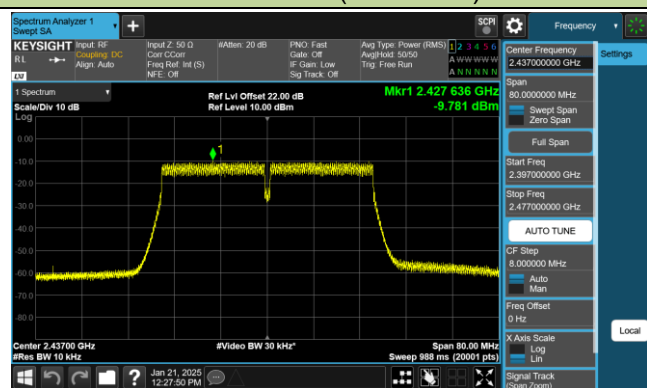 Spectrum Analyzer 1
Swept SA
+
SCPI
Frequency
KEYSIGHT
RL
LXI
Input: RF
Coupling: DC
Align: Auto
Input Z: 50 Ω
Corr CCorr
Freq Ref: Int (S)
NFE: Off
#Atten: 20 dB
PNO: Fast
Gate: Off
IF Gain: Low
Sig Track: Off
Avg Type: Power (RMS)
Avg|Hold: 50/50
Trig: Free Run
1 2 3 4 5 6
A W W W W W
A N N N N N
1 Spectrum
Scale/Div 10 dB
Log
Ref Lvl Offset 22.00 dB
Ref Level 10.00 dBm
Mkr1 2.427 636 GHz
-9.781 dBm
0.00
-10.0
-20.0
-30.0
-40.0
-50.0
-60.0
-70.0
-80.0
1
Center 2.43700 GHz
#Res BW 10 kHz
#Video BW 30 kHz*
Span 80.00 MHz
Sweep 988 ms (20001 pts)
Center Frequency
2.437000000 GHz
Span
80.0000000 MHz
Swept Span
Zero Span
Full Span
Start Freq
2.397000000 GHz
Stop Freq
2.477000000 GHz
AUTO TUNE
CF Step
8.000000 MHz
Auto
Man
Freq Offset
0 Hz
X Axis Scale
Log
Lin
Signal Track
(Span Zoom)
Settings
Local
?
Jan 21, 2025
12:27:50 PM